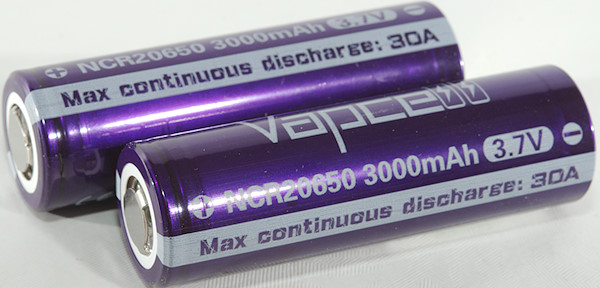 ⊕ NCR20650 3000mAh 3.7V
Max continuous discharge: 30A
Vapcell
⊕ NCR20650 3000mAh 3.7V ⊖
Max continuous discharge: 30A